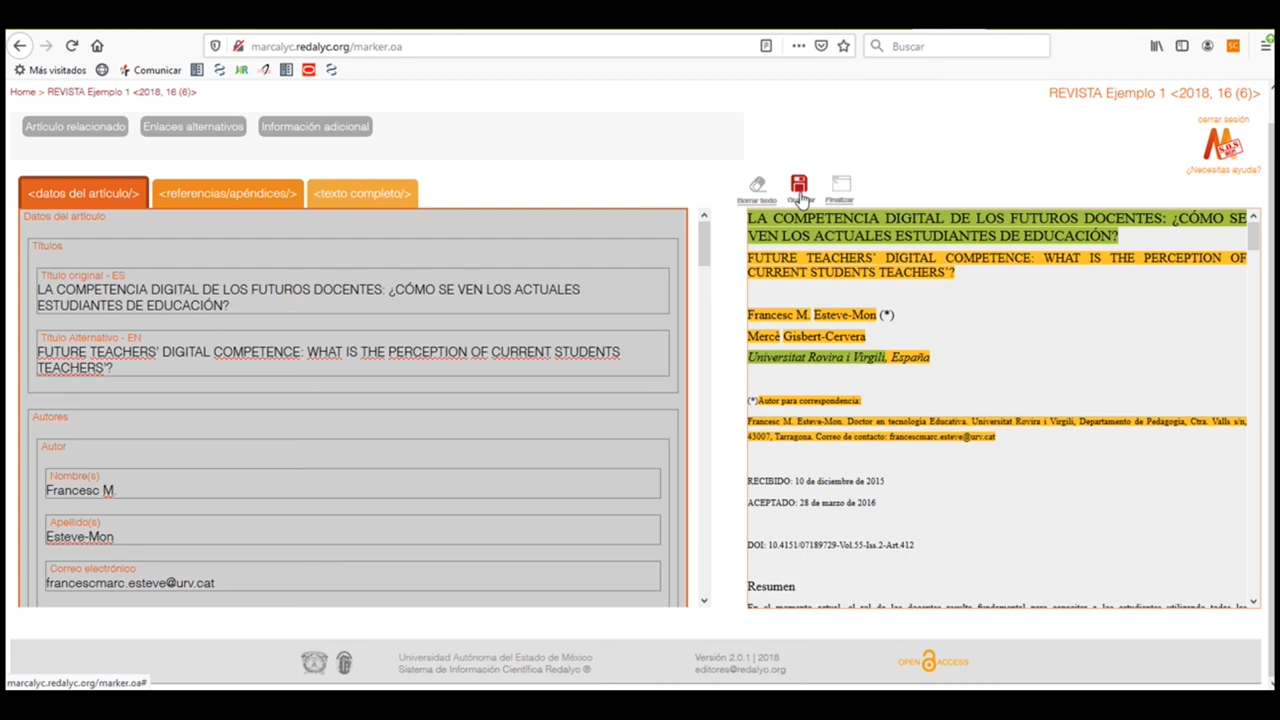 marcalyc.redalyc.org/marker.oa
Buscar
SC
Más visitados
Comunicar
Home > REVISTA Ejemplo 1 <2018, 16 (6)>
REVISTA Ejemplo 1 <2018, 16 (6)>
Artículo relacionado
Enlaces alternativos
Información adicional
cerrar sesión
¿Necesitas ayuda?
<datos del artículo/>
<referencias/apéndices/>
<texto completo/>
Borrar texto
Finalizar
Datos del artículo
Títulos
Título original - ES
LA COMPETENCIA DIGITAL DE LOS FUTUROS DOCENTES: ¿CÓMO SE VEN LOS ACTUALES
ESTUDIANTES DE EDUCACIÓN?
Título Alternativo - EN
FUTURE TEACHERS' DIGITAL COMPETENCE: WHAT IS THE PERCEPTION OF CURRENT STUDENTS
TEACHERS'?
Autores
Autor
Nombre(s)
Francesc M.
Apellido(s)
Esteve-Mon
Correo electrónico
francescmarc.esteve@urv.cat
LA COMPETENCIA DIGITAL DE LOS FUTUROS DOCENTES: ¿CÓMO SE
VEN LOS ACTUALES ESTUDIANTES DE EDUCACIÓN?
FUTURE TEACHERS' DIGITAL COMPETENCE: WHAT IS THE PERCEPTION OF
CURRENT STUDENTS TEACHERS'?
Francesc M. Esteve-Mon (*)
Mercè Gisbert-Cervera
Universitat Rovira i Virgili, España
(*)Autor para correspondencia:
Francesc M. Esteve-Mon. Doctor en tecnología Educativa. Universitat Rovira i Virgili, Departamento de Pedagogía, Ctra. Valls s/n,
43007, Tarragona. Correo de contacto: francescmarc.esteve@urv.cat
RECIBIDO: 10 de diciembre de 2015
ACEPTADO: 28 de marzo de 2016
DOI: 10.4151/07189729-Vol.55-Iss.2-Art.412
Resumen
Universidad Autónoma del Estado de México
Sistema de Información Científica Redalyc ®
Versión 2.0.1 | 2018
editores@redalyc.org
OPEN ACCESS
marcalyc.redalyc.org/marker.oa#